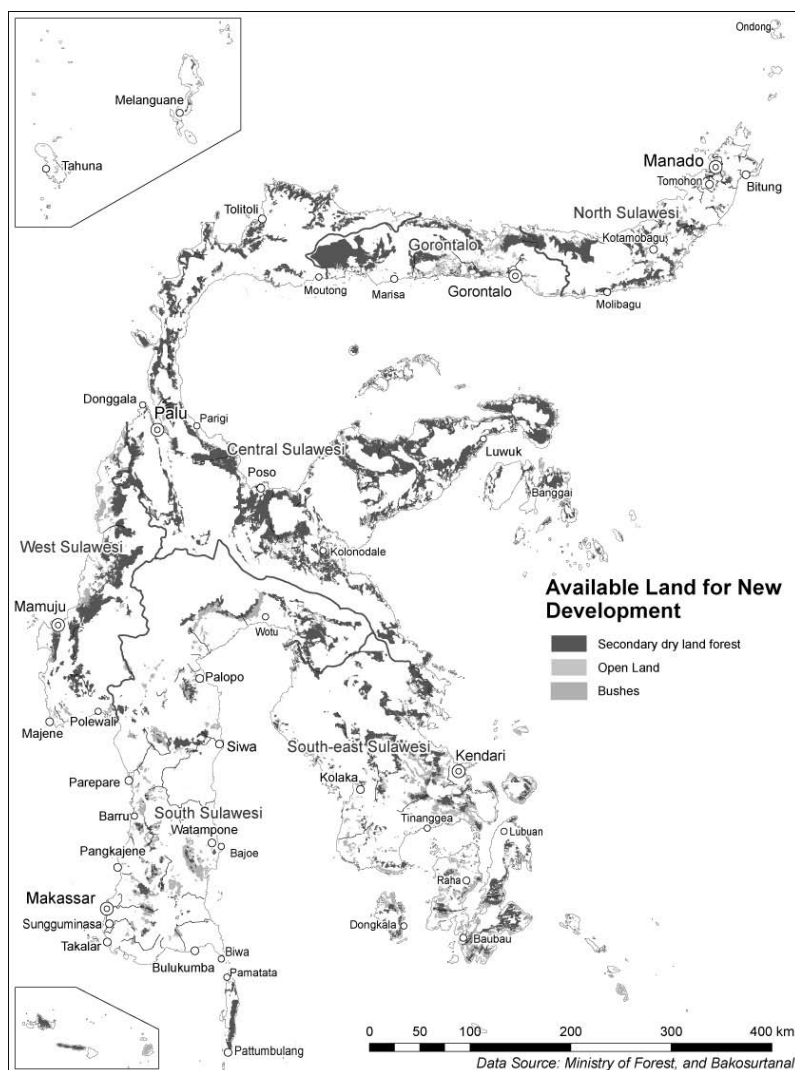 Ondong
Melanguane
Tahuna
Manado
Tomohon
Bitung
Tolitoli
North Sulawesi
Kotamobagu
Gorontalo
Moutong
Marisa
Gorontalo
Molibagu
Donggala
Palu
Parigi
Central Sulawesi
Luwuk
Poso
Banggai
West Sulawesi
Kolonodale
Available Land for New
Development
Mamuju
Wotu
Secondary dry land forest
Open Land
Bushes
Palopo
Polewali
Majene
Siwa
South-east Sulawesi
Kendari
Parepare
Kolaka
Barru
South Sulawesi
Watampone
Tinanggea
Lubuan
Bajoe
Pangkajene
Raha
Makassar
Sungguminasa
Dongkala
Baubau
Takalar
Bulukumba
Biwa
Pamatata
Pattumbulang
0 50 100 200 300 400 km
Data Source: Ministry of Forest, and Bakosurtanal